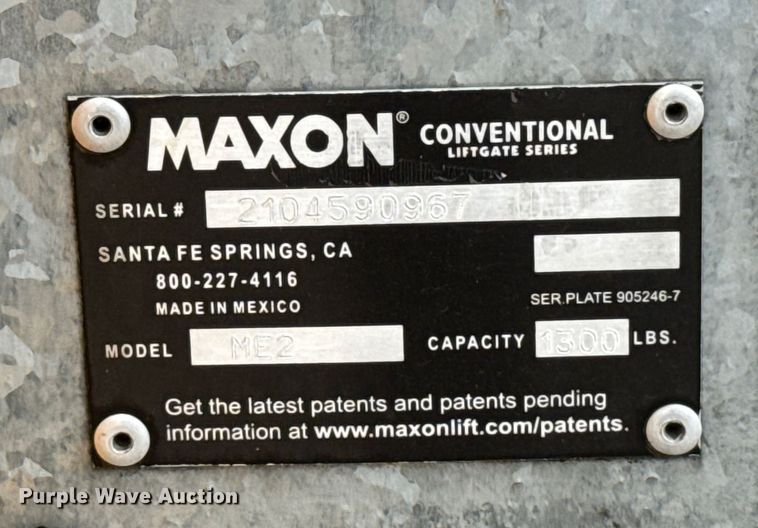 MAXON® CONVENTIONAL
LIFTGATE SERIES
SERIAL # 2104590967
SANTA FE SPRINGS, CA
800-227-4116
MADE IN MEXICO
SER.PLATE 905246-7
MODEL ME2 CAPACITY 1300 LBS.
Get the latest patents and patents pending
information at www.maxonlift.com/patents.
Purple Wave Auction